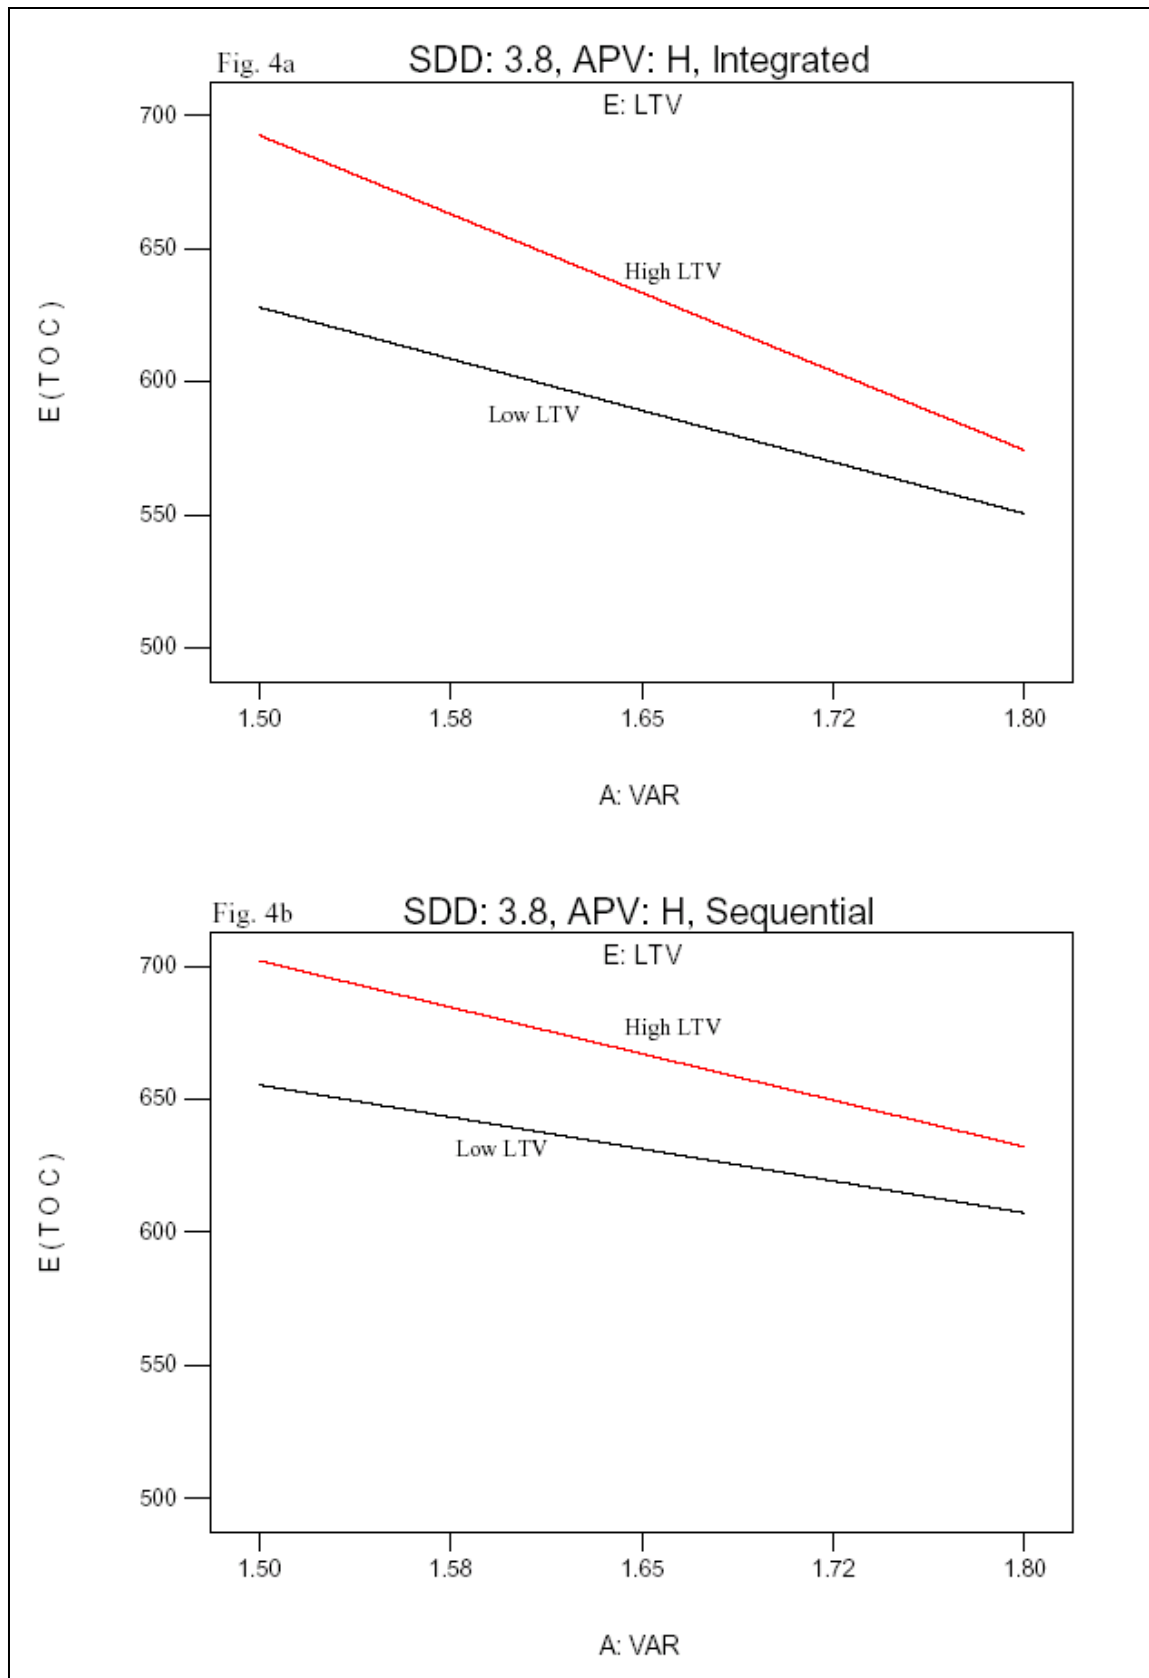 Fig. 4a SDD: 3.8, APV: H, Integrated
E: LTV
700
650
600
550
500
E(TOC)
High LTV
Low LTV
1.50 1.58 1.65 1.72 1.80
A: VAR
Fig. 4b SDD: 3.8, APV: H, Sequential
E: LTV
700
650
600
550
500
E(TOC)
High LTV
Low LTV
1.50 1.58 1.65 1.72 1.80
A: VAR